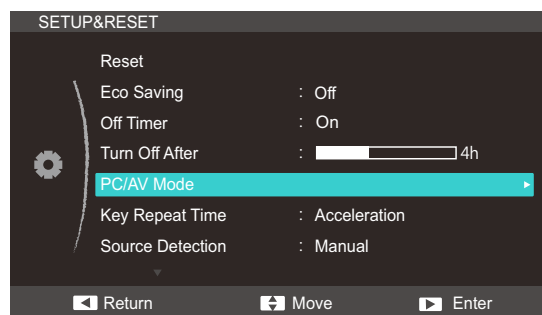 SETUP&RESET
Reset
Eco Saving : Off
Off Timer : On
Turn Off After : 4h
PC/AV Mode
Key Repeat Time : Acceleration
Source Detection : Manual
Return Move Enter